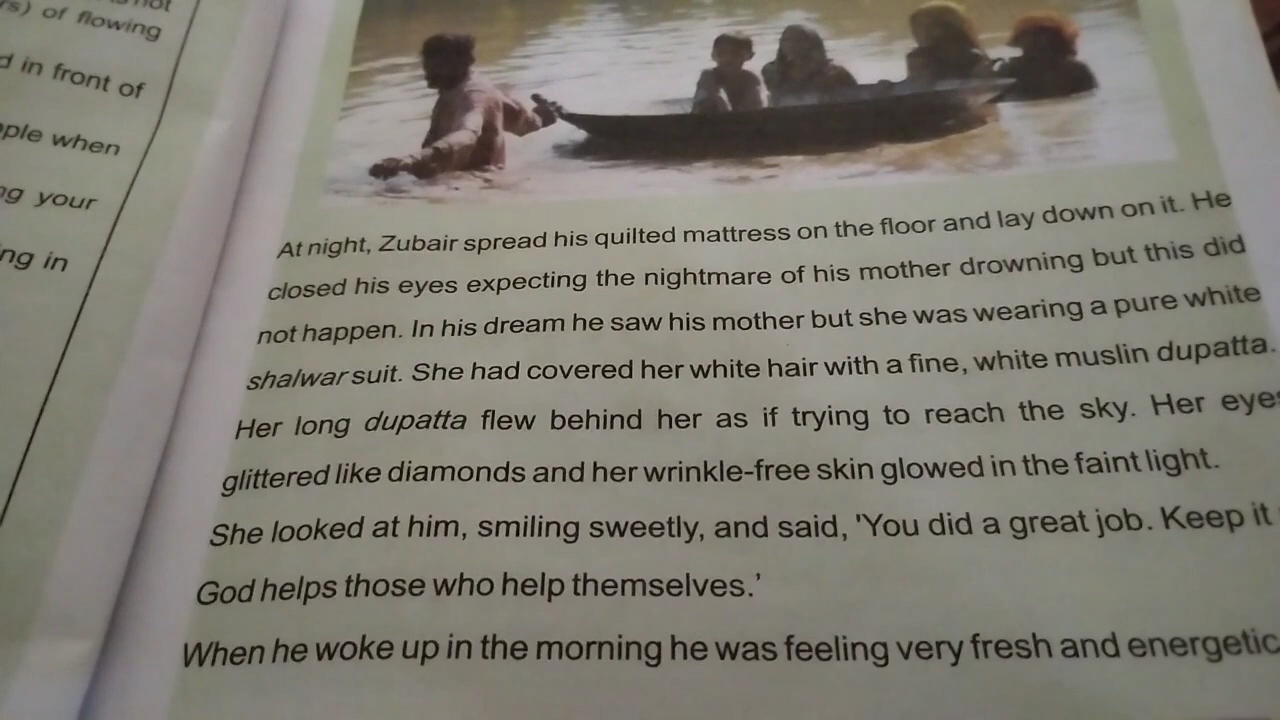 of flowing
in front of
when
your
in
At night, Zubair spread his quilted mattress on the floor and lay down on it. He
closed his eyes expecting the nightmare of his mother drowning but this did
not happen. In his dream he saw his mother but she was wearing a pure white
shalwar suit. She had covered her white hair with a fine, white muslin dupatta.
Her long dupatta flew behind her as if trying to reach the sky. Her
glittered like diamonds and her wrinkle-free skin glowed in the faint light.
She looked at him, smiling sweetly, and said, 'You did a great job. Keep it
God helps those who help themselves.’
When he woke up in the morning he was feeling very fresh and energetic